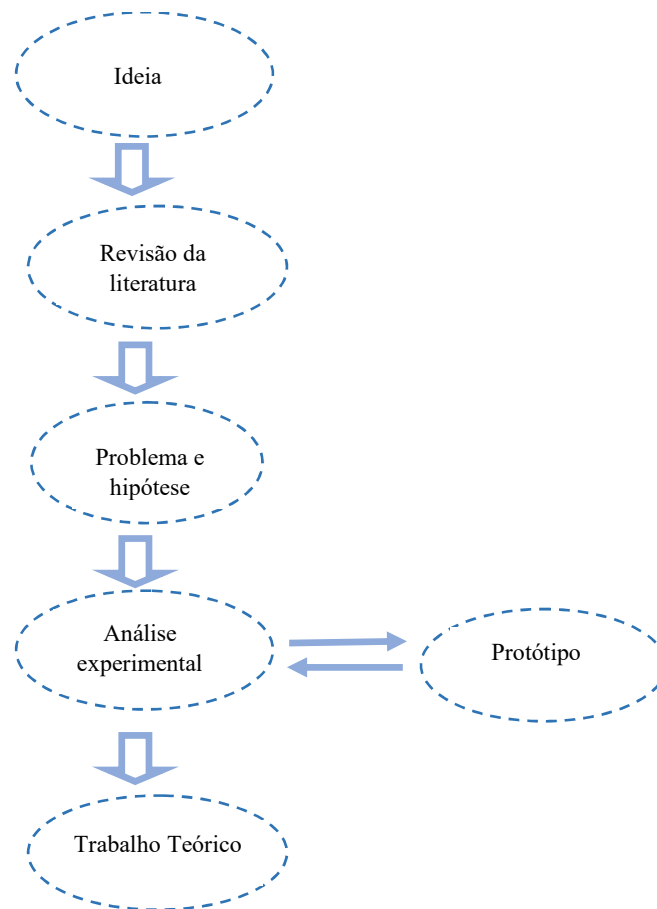 Ideia
Revisão da
literatura
Problema e
hipótese
Análise
experimental
Protótipo
Trabalho Teórico